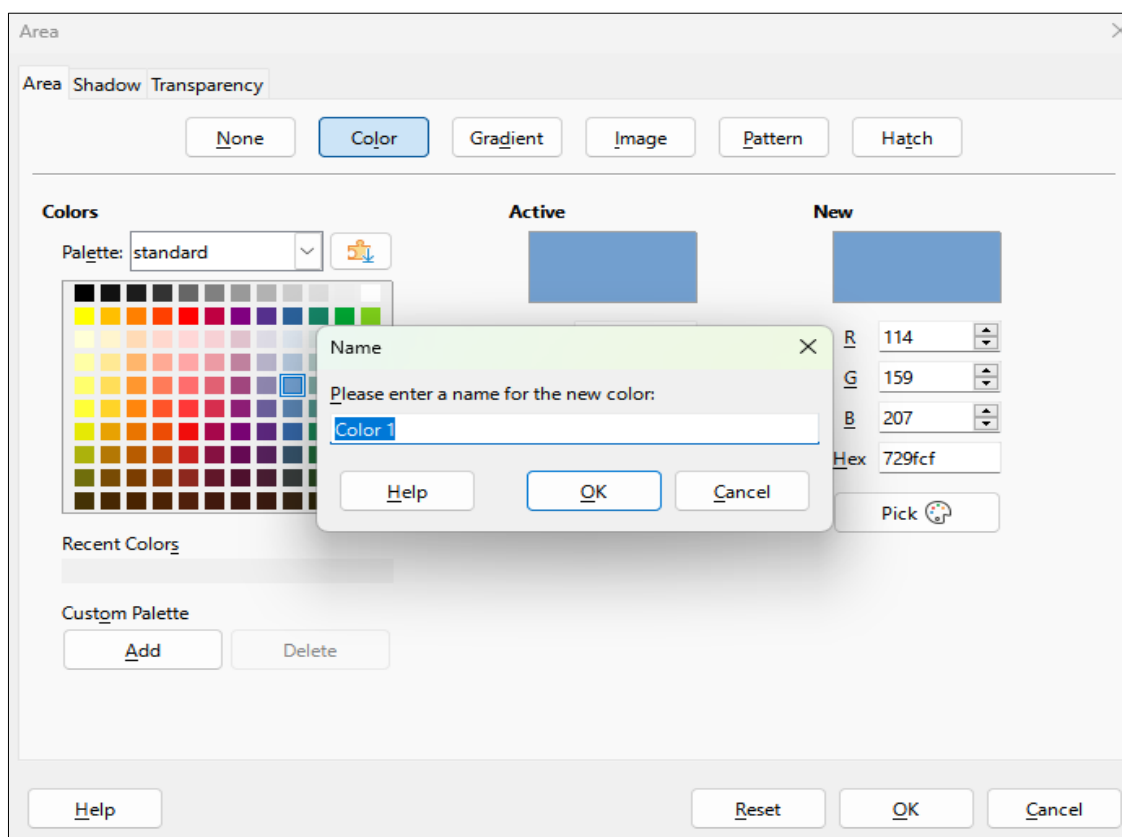 Area
Area Shadow Transparency
None Color Gradient Image Pattern Hatch
Colors Active New
Palette: standard
Name
Please enter a name for the new color:
Color 1
Help OK Cancel
R 114
G 159
B 207
Hex 729fcf
Pick
Recent Colors
Custom Palette
Add Delete
Help Reset OK Cancel